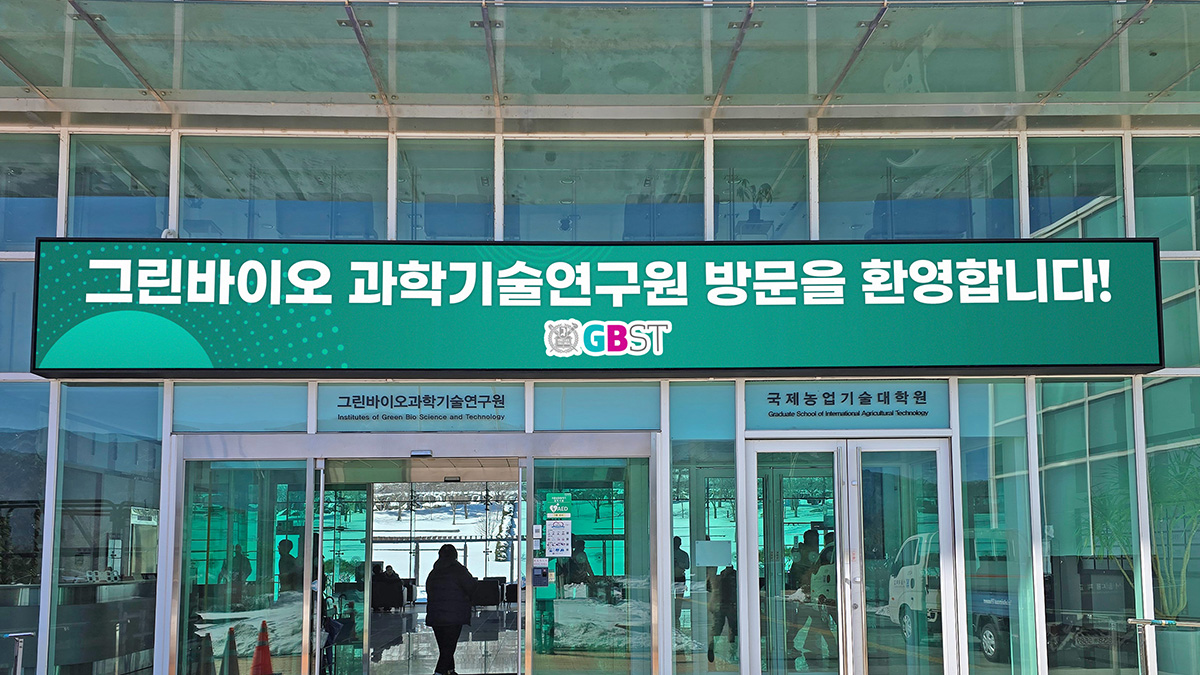 그린바이오 과학기술연구원 방문을 환영합니다!
GBST
그린바이오과학기술연구원
Institutes of Green Bio Science and Technology
국제농업기술대학원
Graduate School of International Agricultural Technology
AED